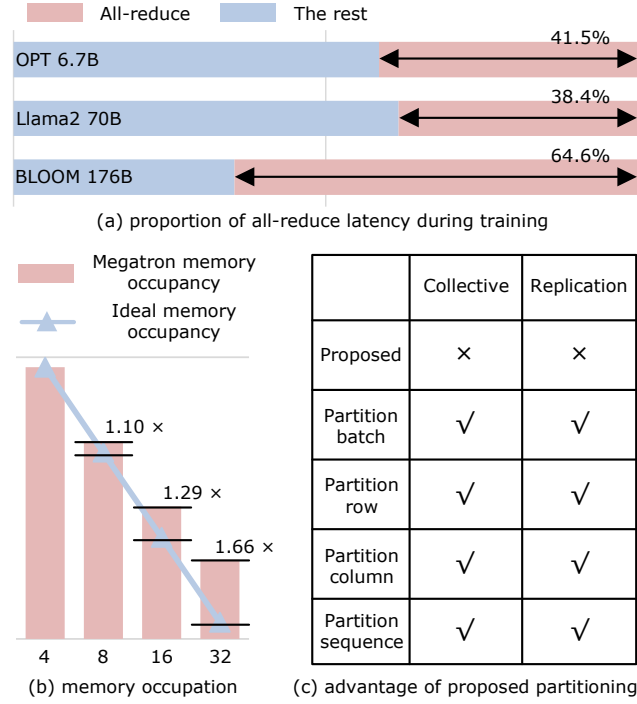 All-reduce The rest
41.5%
OPT 6.7B
38.4%
Llama2 70B
64.6%
BLOOM 176B
(a) proportion of all-reduce latency during training
Megatron memory
occupancy
Ideal memory
occupancy
1.10 ×
1.29 ×
1.66 ×
4 8 16 32
(b) memory occupation
Collective Replication
Proposed × ×
Partition
batch √ √
Partition
row √ √
Partition
column √ √
Partition
sequence √ √
(c) advantage of proposed partitioning